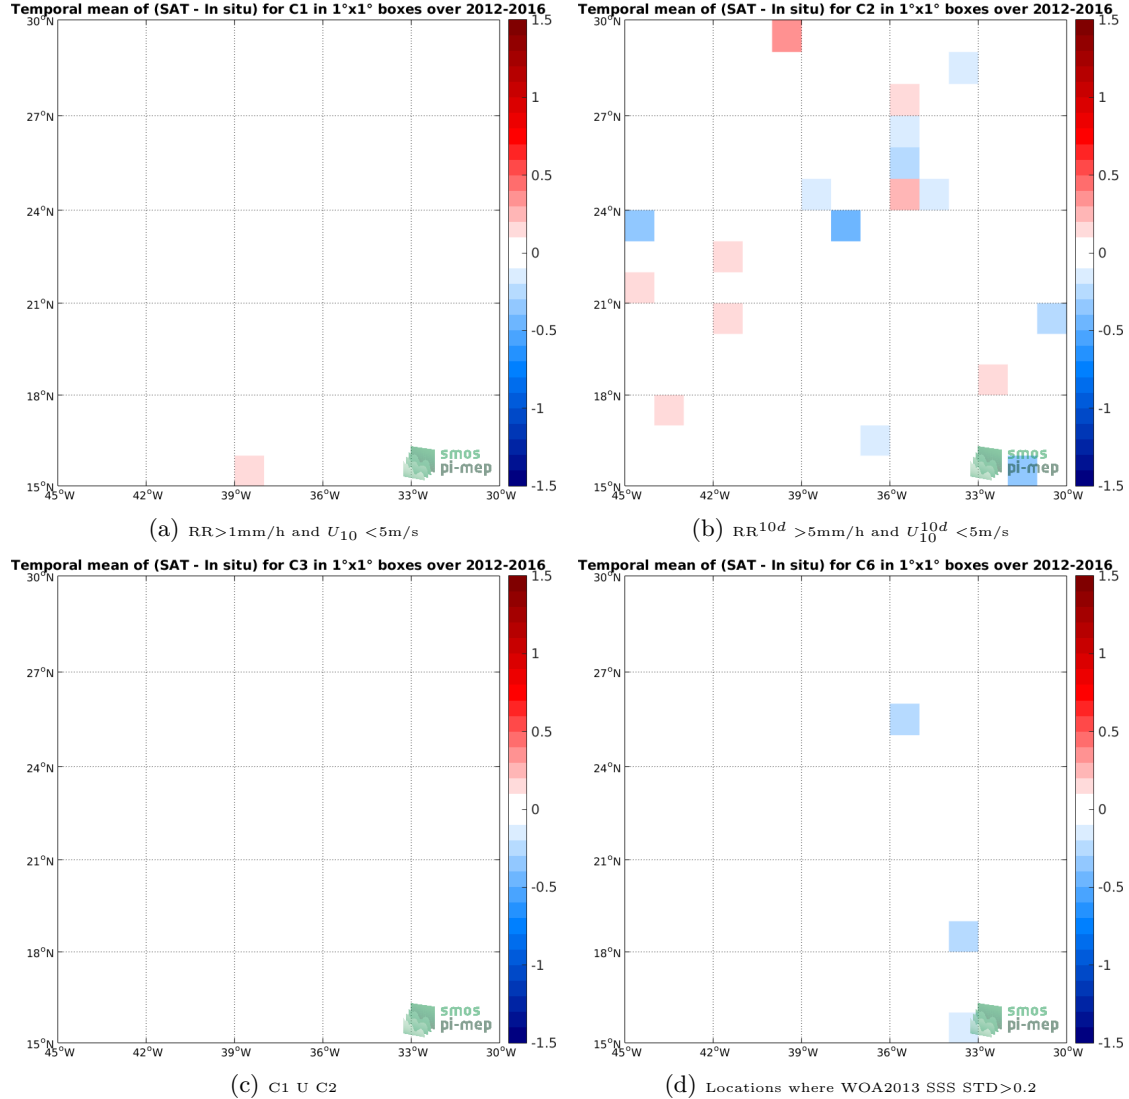 Temporal mean of (SAT - In situ) for C1 in 1°x1° boxes over 2012-2016
30°N
27°N
24°N
21°N
18°N
15°N
45°W 42°W 39°W 36°W 33°W 30°W
1.5
1
0.5
0
-0.5
-1
-1.5
smos
pi-mep
(a) RR>1mm/h and U10 <5m/s
Temporal mean of (SAT - In situ) for C2 in 1°x1° boxes over 2012-2016
30°N
27°N
24°N
21°N
18°N
15°N
45°W 42°W 39°W 36°W 33°W 30°W
1.5
1
0.5
0
-0.5
-1
-1.5
smos
pi-mep
(b) RR10d >5mm/h and U10d10 <5m/s
Temporal mean of (SAT - In situ) for C3 in 1°x1° boxes over 2012-2016
30°N
27°N
24°N
21°N
18°N
15°N
45°W 42°W 39°W 36°W 33°W 30°W
1.5
1
0.5
0
-0.5
-1
-1.5
smos
pi-mep
(c) C1 U C2
Temporal mean of (SAT - In situ) for C6 in 1°x1° boxes over 2012-2016
30°N
27°N
24°N
21°N
18°N
15°N
45°W 42°W 39°W 36°W 33°W 30°W
1.5
1
0.5
0
-0.5
-1
-1.5
smos
pi-mep
(d) Locations where WOA2013 SSS STD>0.2